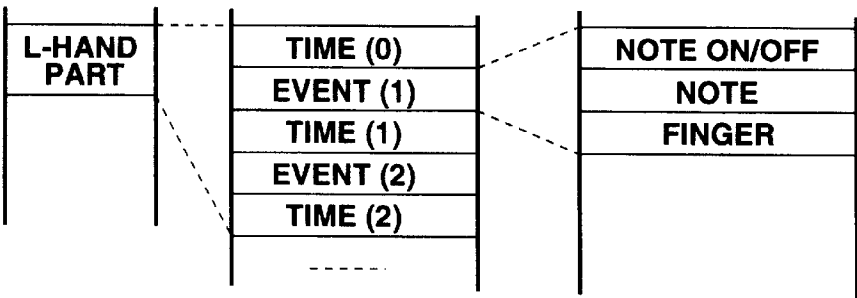 L-HAND
PART
TIME (0)
EVENT (1)
TIME (1)
EVENT (2)
TIME (2)
NOTE ON/OFF
NOTE
FINGER